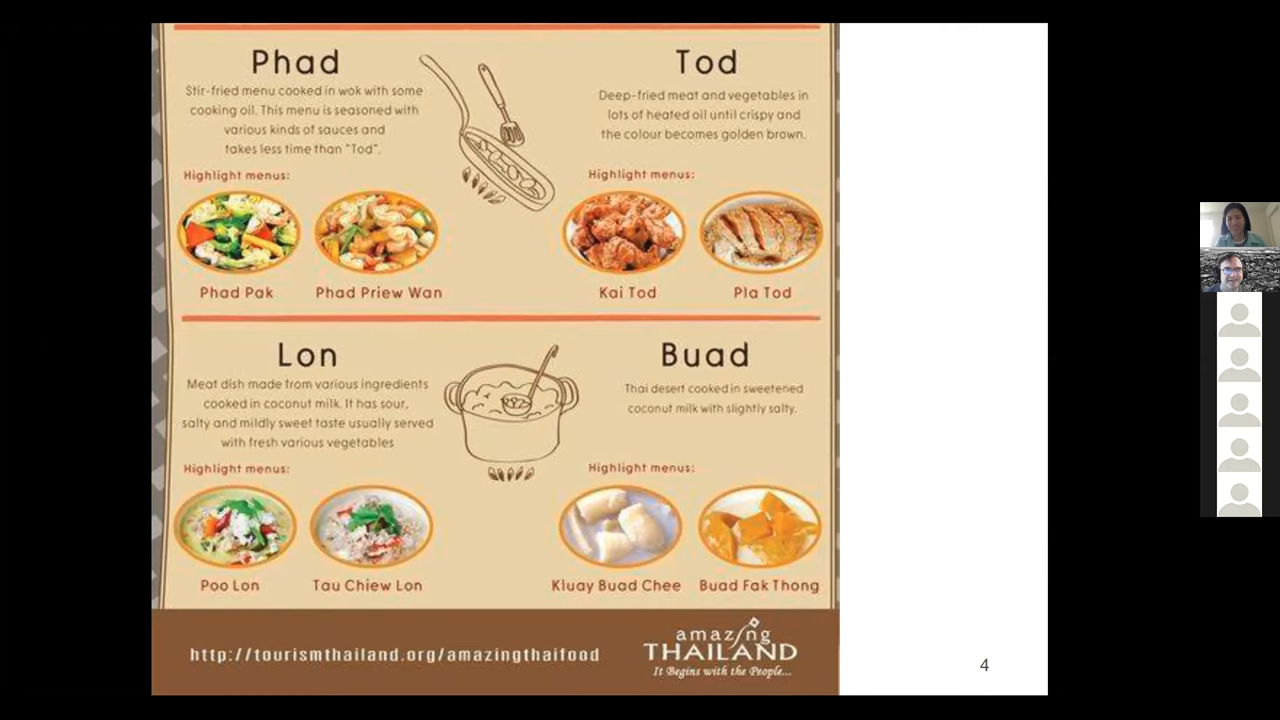 Phad
Stir-fried menu cooked in wok with some
cooking oil. This menu is seasoned with
various kinds of sauces and
takes less time than "Tod".
Highlight menus:
Phad Pak
Phad Priew Wan
Tod
Deep-fried meat and vegetables in
lots of heated oil until crispy and
the colour becomes golden brown.
Highlight menus:
Kai Tod
Pla Tod
Lon
Meat dish made from various ingredients
cooked in coconut milk. It has sour,
salty and mildly sweet taste usually served
with fresh various vegetables
Highlight menus:
Poo Lon
Tau Chiew Lon
Buad
Thai desert cooked in sweetened
coconut milk with slightly salty.
Highlight menus:
Kluay Buad Chee
Buad Fak Thong
http://tourismthailand.org/amazingthaifood
amazing
THAILAND
It Begins with the People...
4